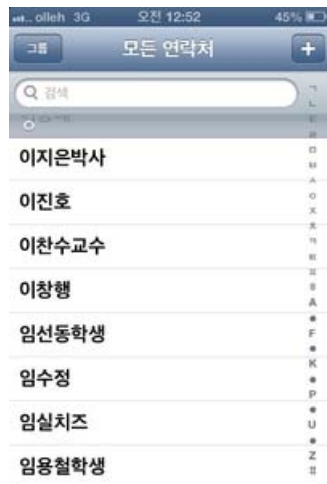 olleh 3G 오전 12:52 45%
그룹 모든 연락처 +
검색
ㅇ
이지은박사
이진호
이찬수교수
이창행
임선동학생
임수정
임실치즈
임용철학생
ㄱ
ㄴ
ㄷ
ㄹ
ㅁ
ㅂ
ㅅ
ㅇ
ㅈ
ㅊ
ㅋ
ㅌ
ㅍ
ㅎ
A
F
K
P
U
Z
#